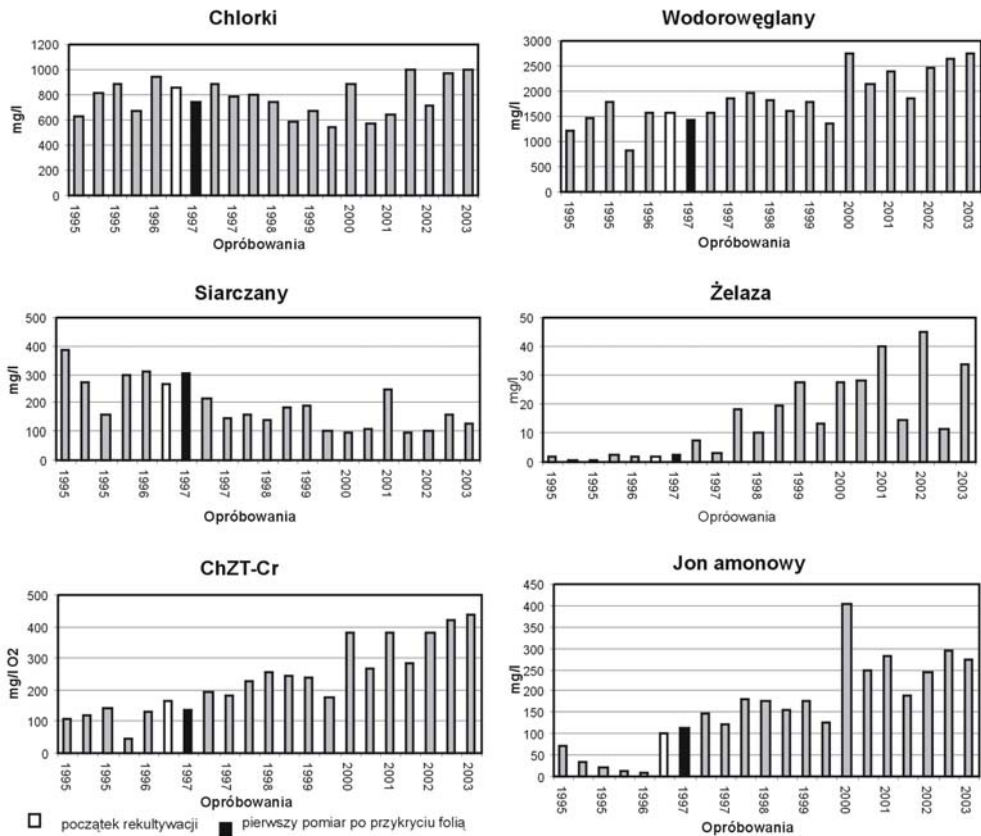 Chlorki
mg/l
1200
1000
800
600
400
200
0
1995 1995 1996 1997 1997 1998 1999 2000 2001 2002 2003
Opróbowania
Wodorowęglany
mg/l
3000
2500
2000
1500
1000
500
0
1995 1995 1996 1997 1997 1998 1999 2000 2001 2002 2003
Opróbowania
Siarczany
mg/l
500
400
300
200
100
0
1995 1995 1996 1997 1997 1998 1999 2000 2001 2002 2003
Opróbowania
Żelaza
mg/l
50
40
30
20
10
0
1995 1995 1996 1997 1997 1998 1999 2000 2001 2002 2003
Opróowania
ChZT-Cr
mg/l O2
500
400
300
200
100
0
1995 1995 1996 1997 1997 1998 1999 2000 2001 2002 2003
Opróbowania
Jon amonowy
mg/l
450
400
350
300
250
200
150
100
50
0
1995 1995 1996 1997 1997 1998 1999 2000 2001 2002 2003
Opróbowania
początek rekultywacji
pierwszy pomiar po przykryciu folią